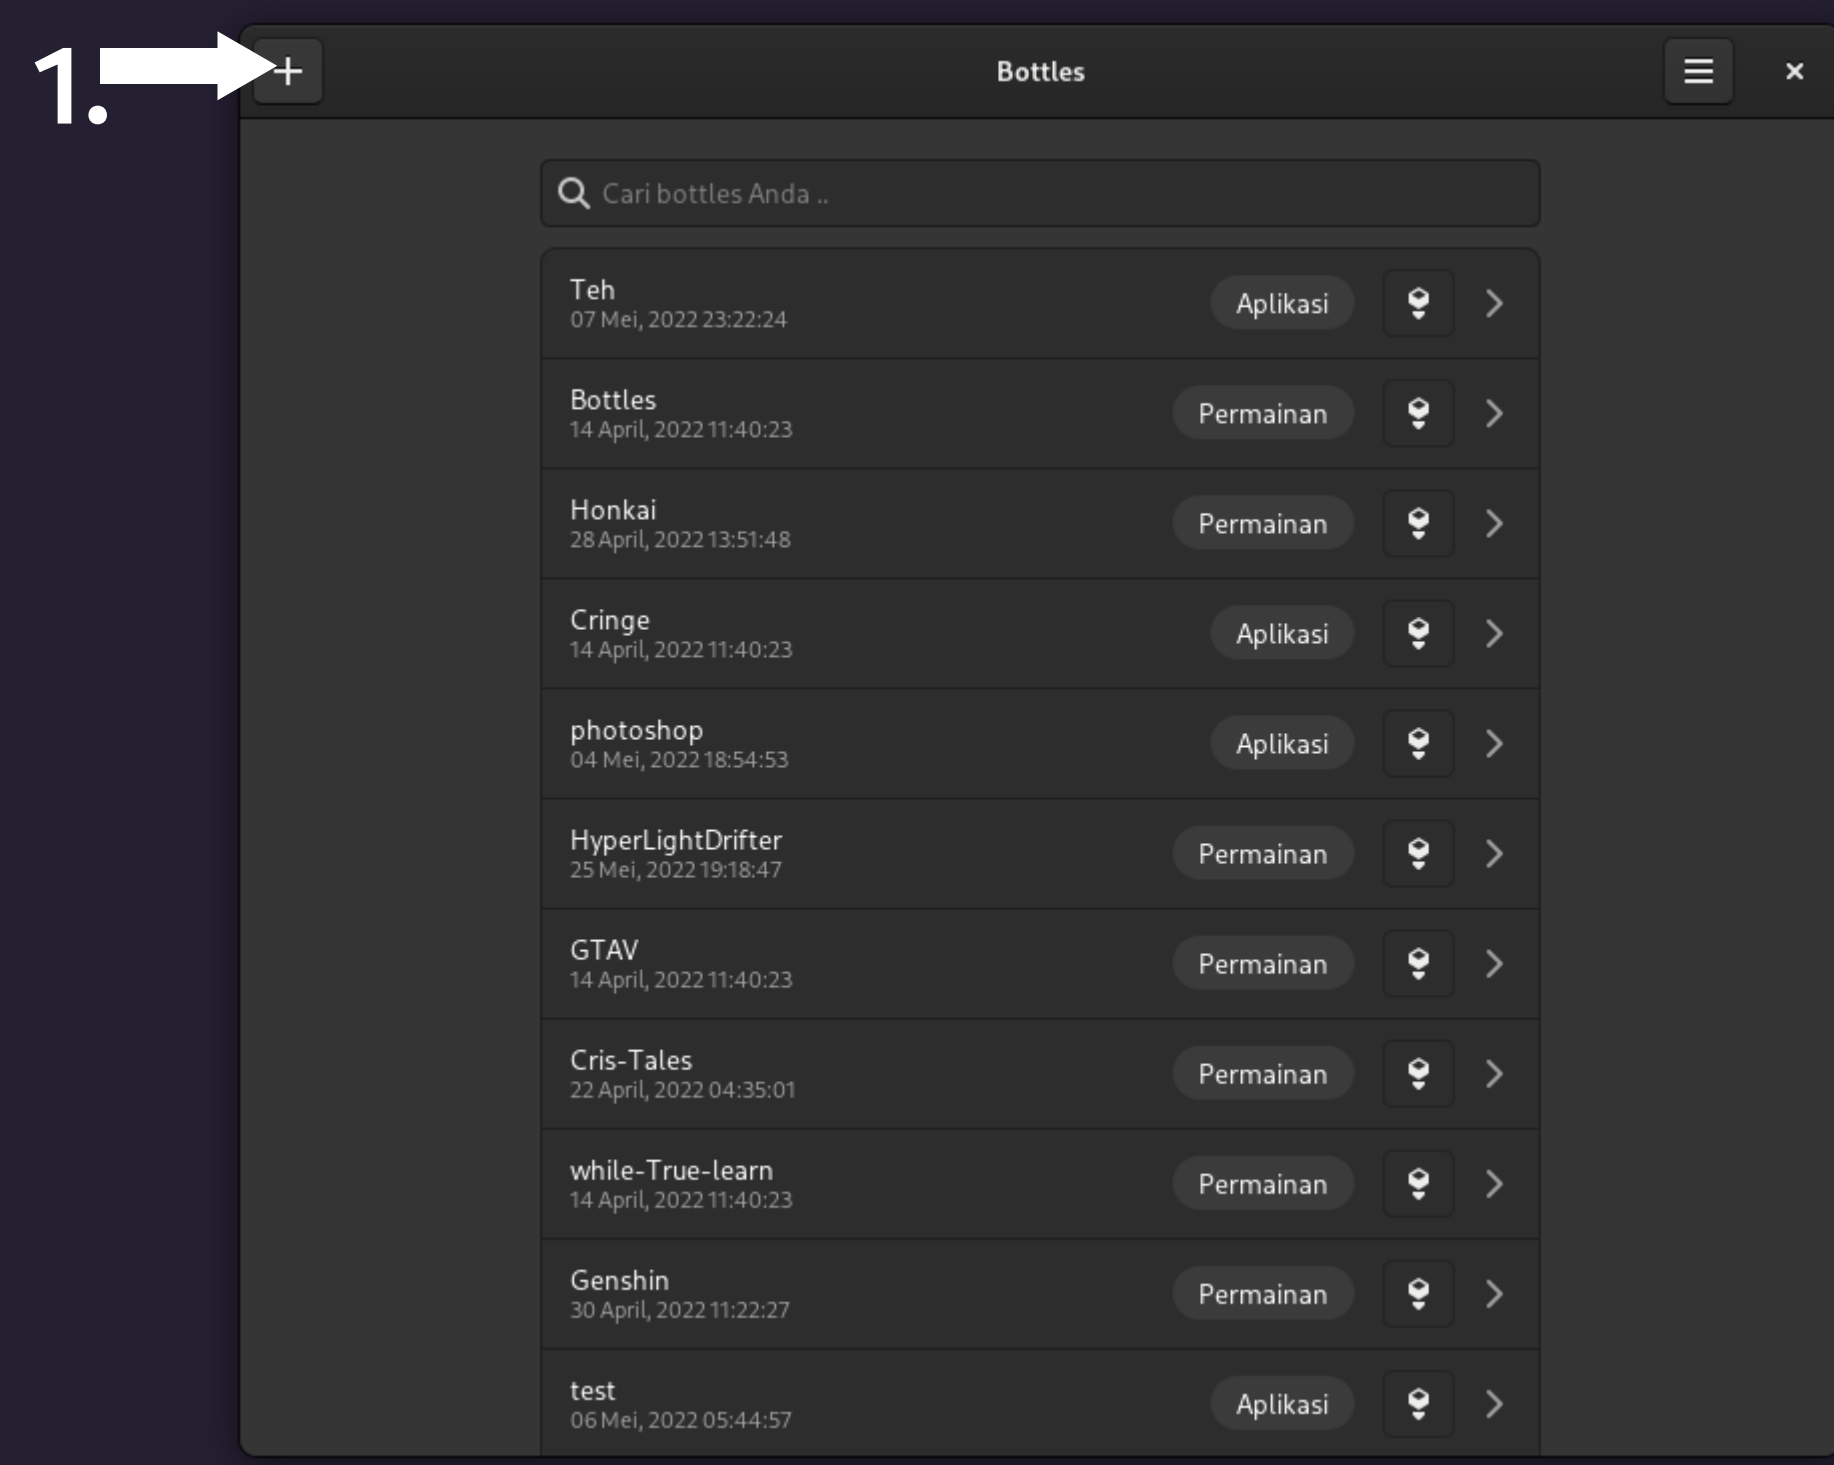 1.
Bottles
Cari bottles Anda ..
Teh
07 Mei, 2022 23:22:24
Aplikasi
Bottles
14 April, 2022 11:40:23
Permainan
Honkai
28 April, 2022 13:51:48
Permainan
Cringe
14 April, 2022 11:40:23
Aplikasi
photoshop
04 Mei, 2022 18:54:53
Aplikasi
HyperLightDrifter
25 Mei, 2022 19:18:47
Permainan
GTAV
14 April, 2022 11:40:23
Permainan
Cris-Tales
22 April, 2022 04:35:01
Permainan
while-True-learn
14 April, 2022 11:40:23
Permainan
Genshin
30 April, 2022 11:22:27
Permainan
test
06 Mei, 2022 05:44:57
Aplikasi